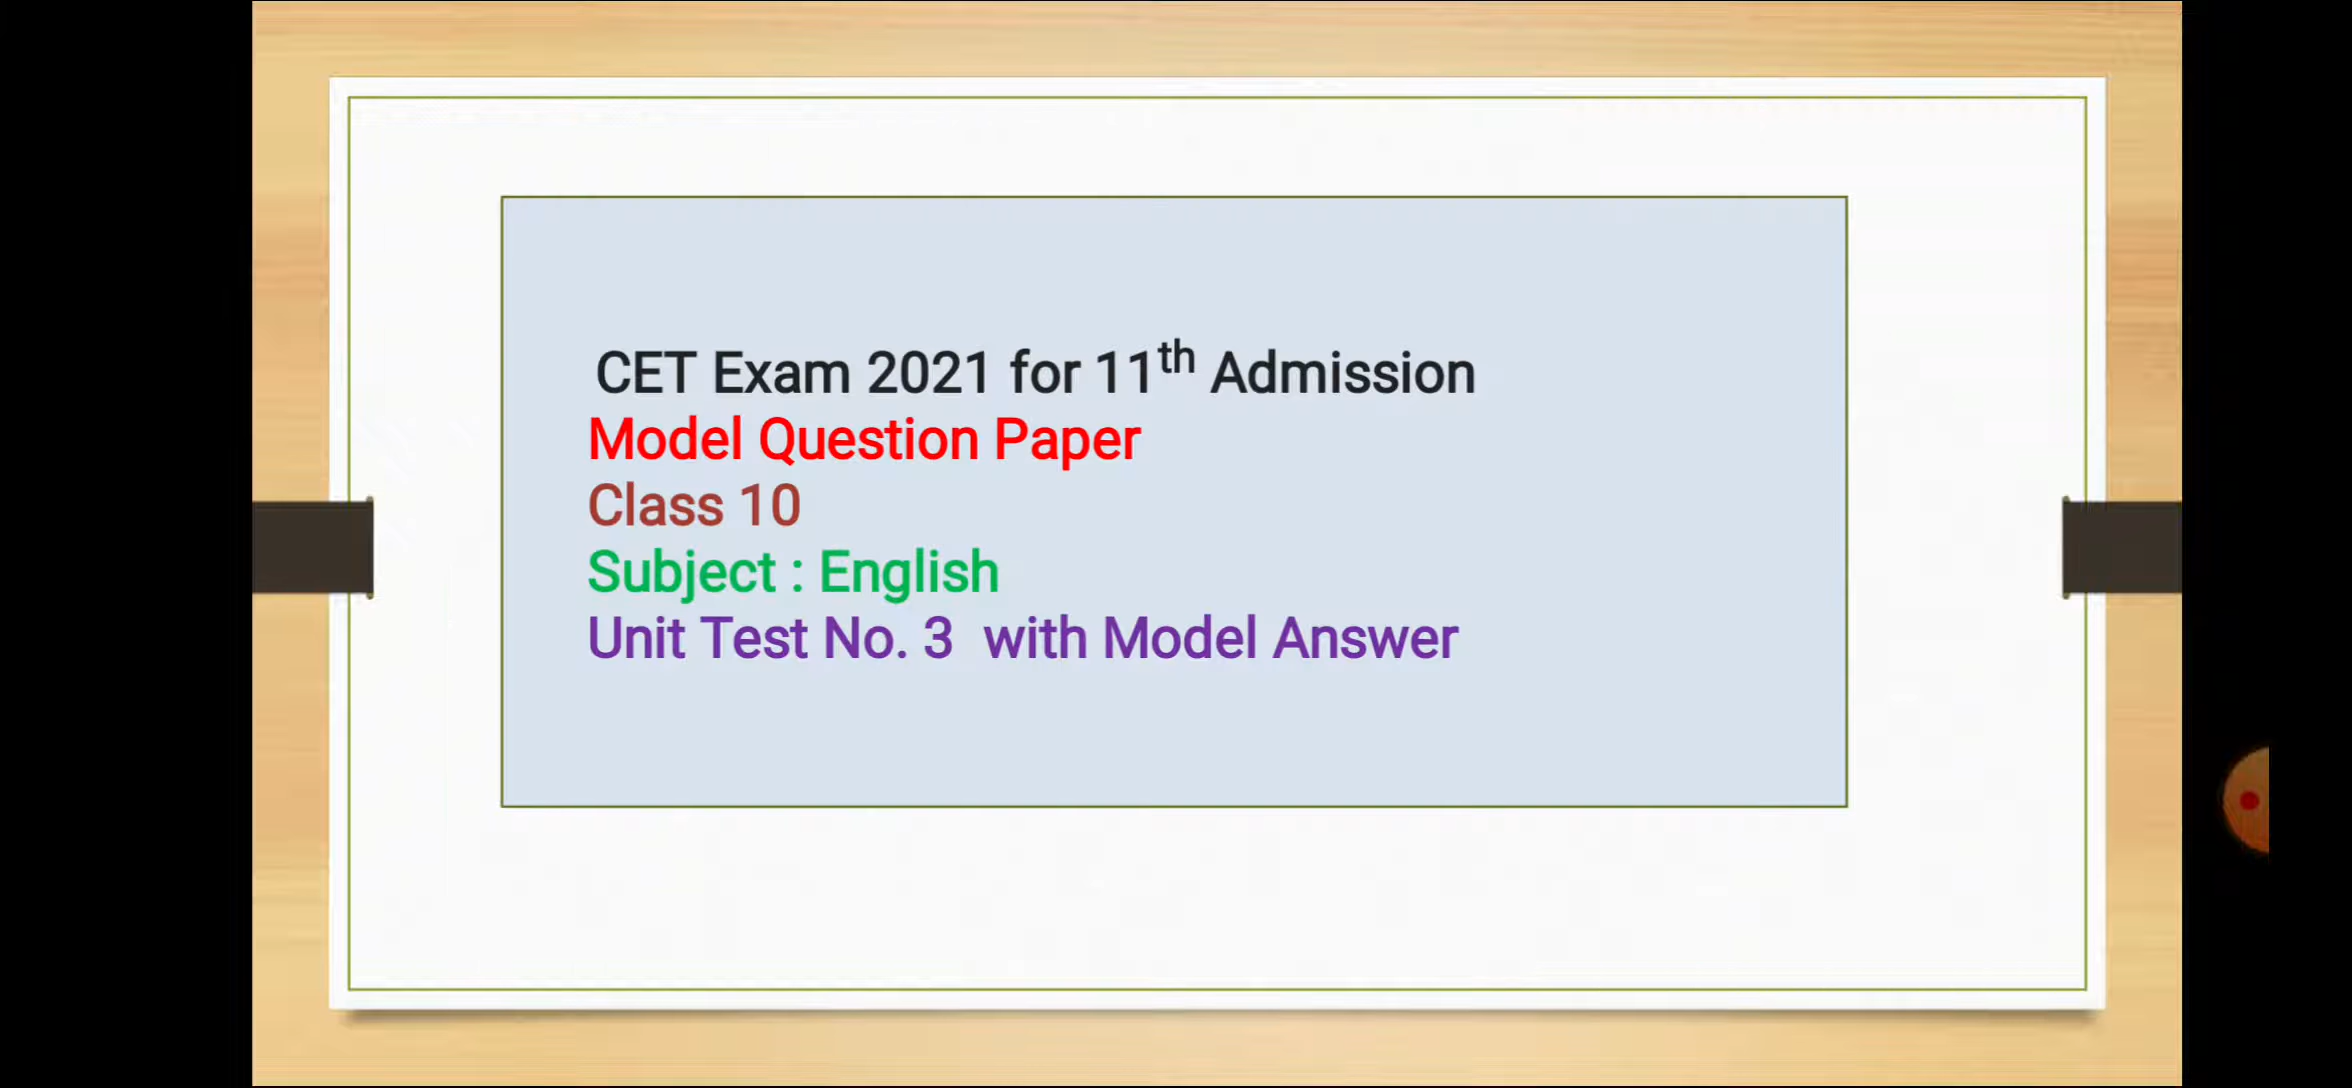 CET Exam 2021 for 11th Admission
Model Question Paper
Class 10
Subject : English
Unit Test No. 3  with Model Answer